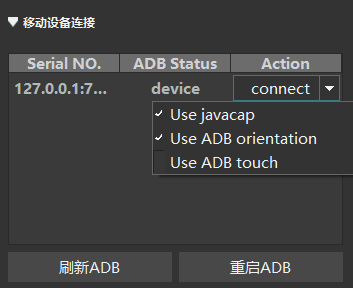 移动设备连接
Serial NO. ADB Status Action
127.0.0.1:7... device connect
Use javacap
Use ADB orientation
Use ADB touch
刷新ADB 重启ADB